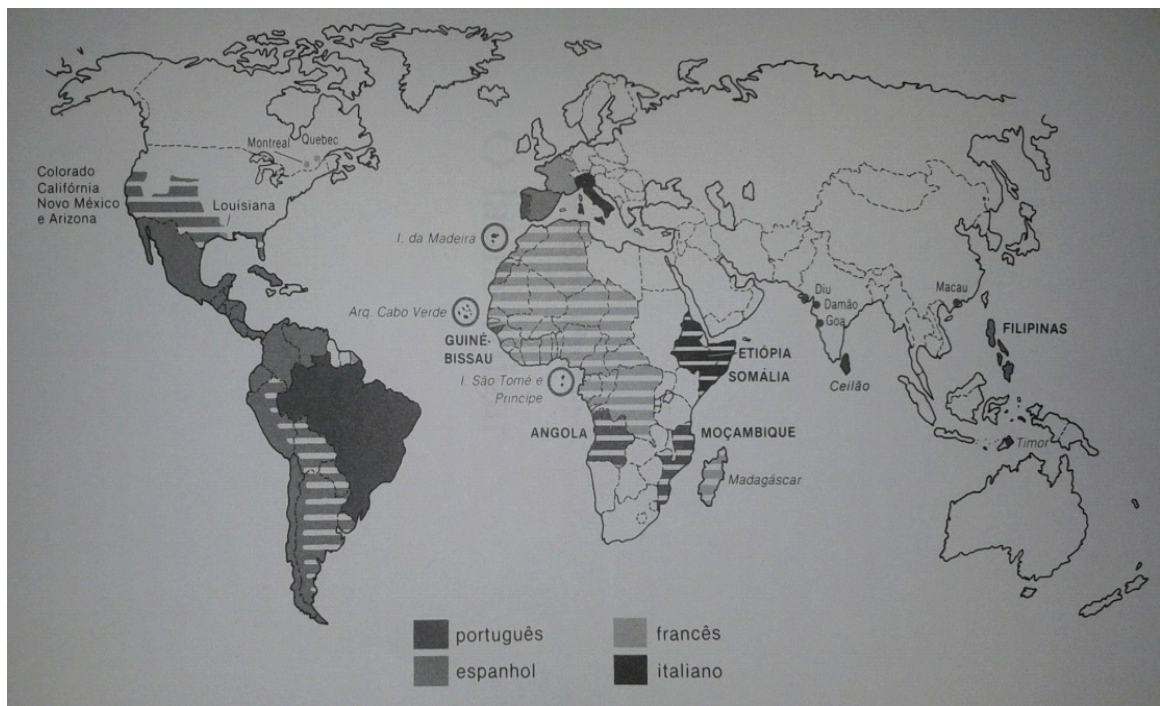 Montreal
Quebec
Colorado
Califórnia
Novo México
e Arizona
Louisiana
I. da Madeira
Arq. Cabo Verde
GUINÉ-
BISSAU
I. São Tomé e
Príncipe
ANGOLA
ETIÓPIA
SOMÁLIA
MOÇAMBIQUE
Madagáscar
Diu
Damão
Goa
Ceilão
Macau
FILIPINAS
Timor
português
espanhol
francês
italiano